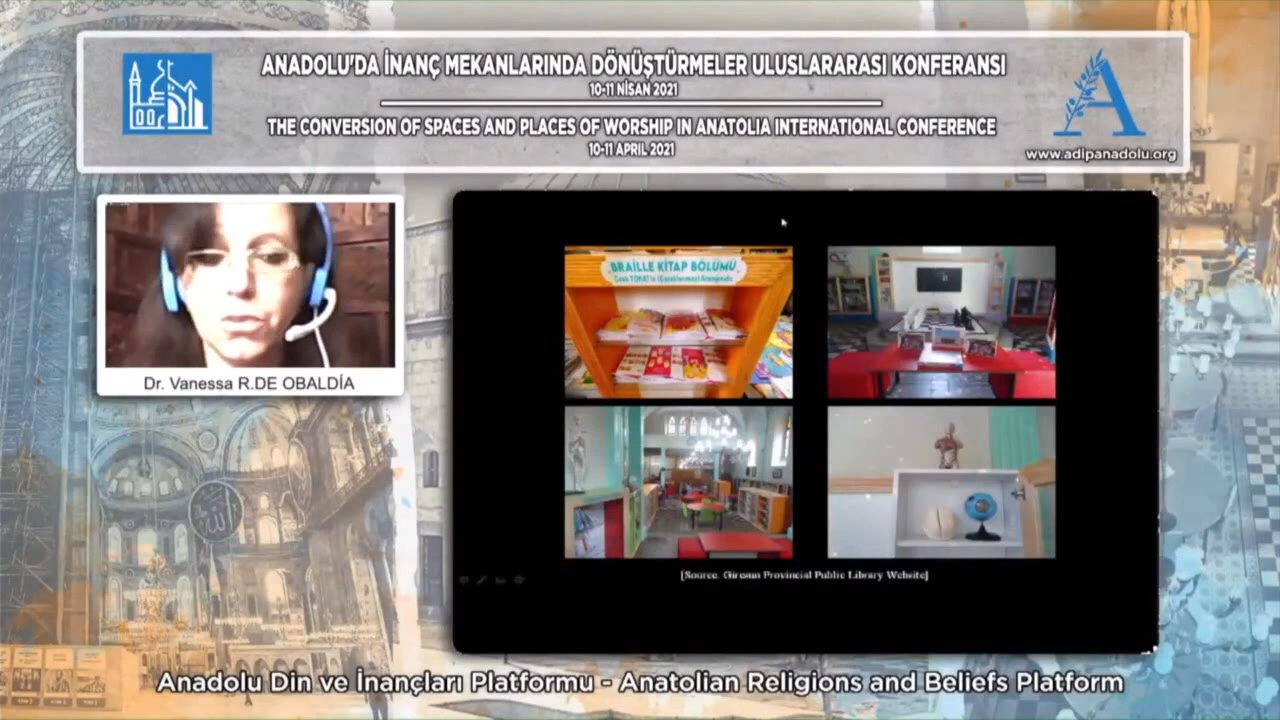 ANADOLU'DA İNANÇ MEKANLARINDA DÖNÜŞTÜRMELER ULUSLARARASI KONFERANSI
10-11 NİSAN 2021
THE CONVERSION OF SPACES AND PLACES OF WORSHIP IN ANATOLIA INTERNATIONAL CONFERENCE
10-11 APRIL 2021
www.adipanadolu.org
Dr. Vanessa R.DE OBALDÍA
BRAILLE KİTAP BÖLÜMÜ
[Source: Giresun Provincial Public Library Website]
Anadolu Din ve İnançları Platformu - Anatolian Religions and Beliefs Platform